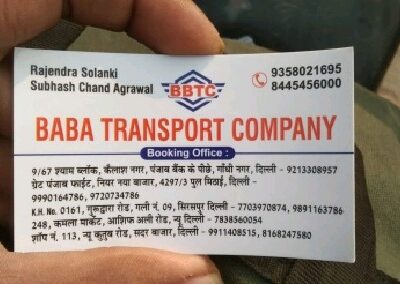 Rajendra Solanki
Subhash Chand Agrawal
BBTC
9358021695
8445456000
BABA TRANSPORT COMPANY
Booking Office :
9/67 श्याम ब्लॉक, कैलाश नगर, पंजाब बैंक के पीछे, गाँधी नगर, दिल्ली - 9213308957
ग्रेट पंजाब फ्राईट, नियर नया बाजार, 4297/3 पुल मिठाई, दिल्ली -
9990164786, 9720734786
K.H. No. 0161, गुरूद्वारा रोड, गली नं. 09, सिरसपुर दिल्ली - 7703970874, 9891163786
248, कमला मार्केट, आशिफ अली रोड, न्यू दिल्ली - 7838560054
शॉप नं. 113, न्यू कुतुब रोड, सदर बाजार, दिल्ली - 9911408515, 8168247580